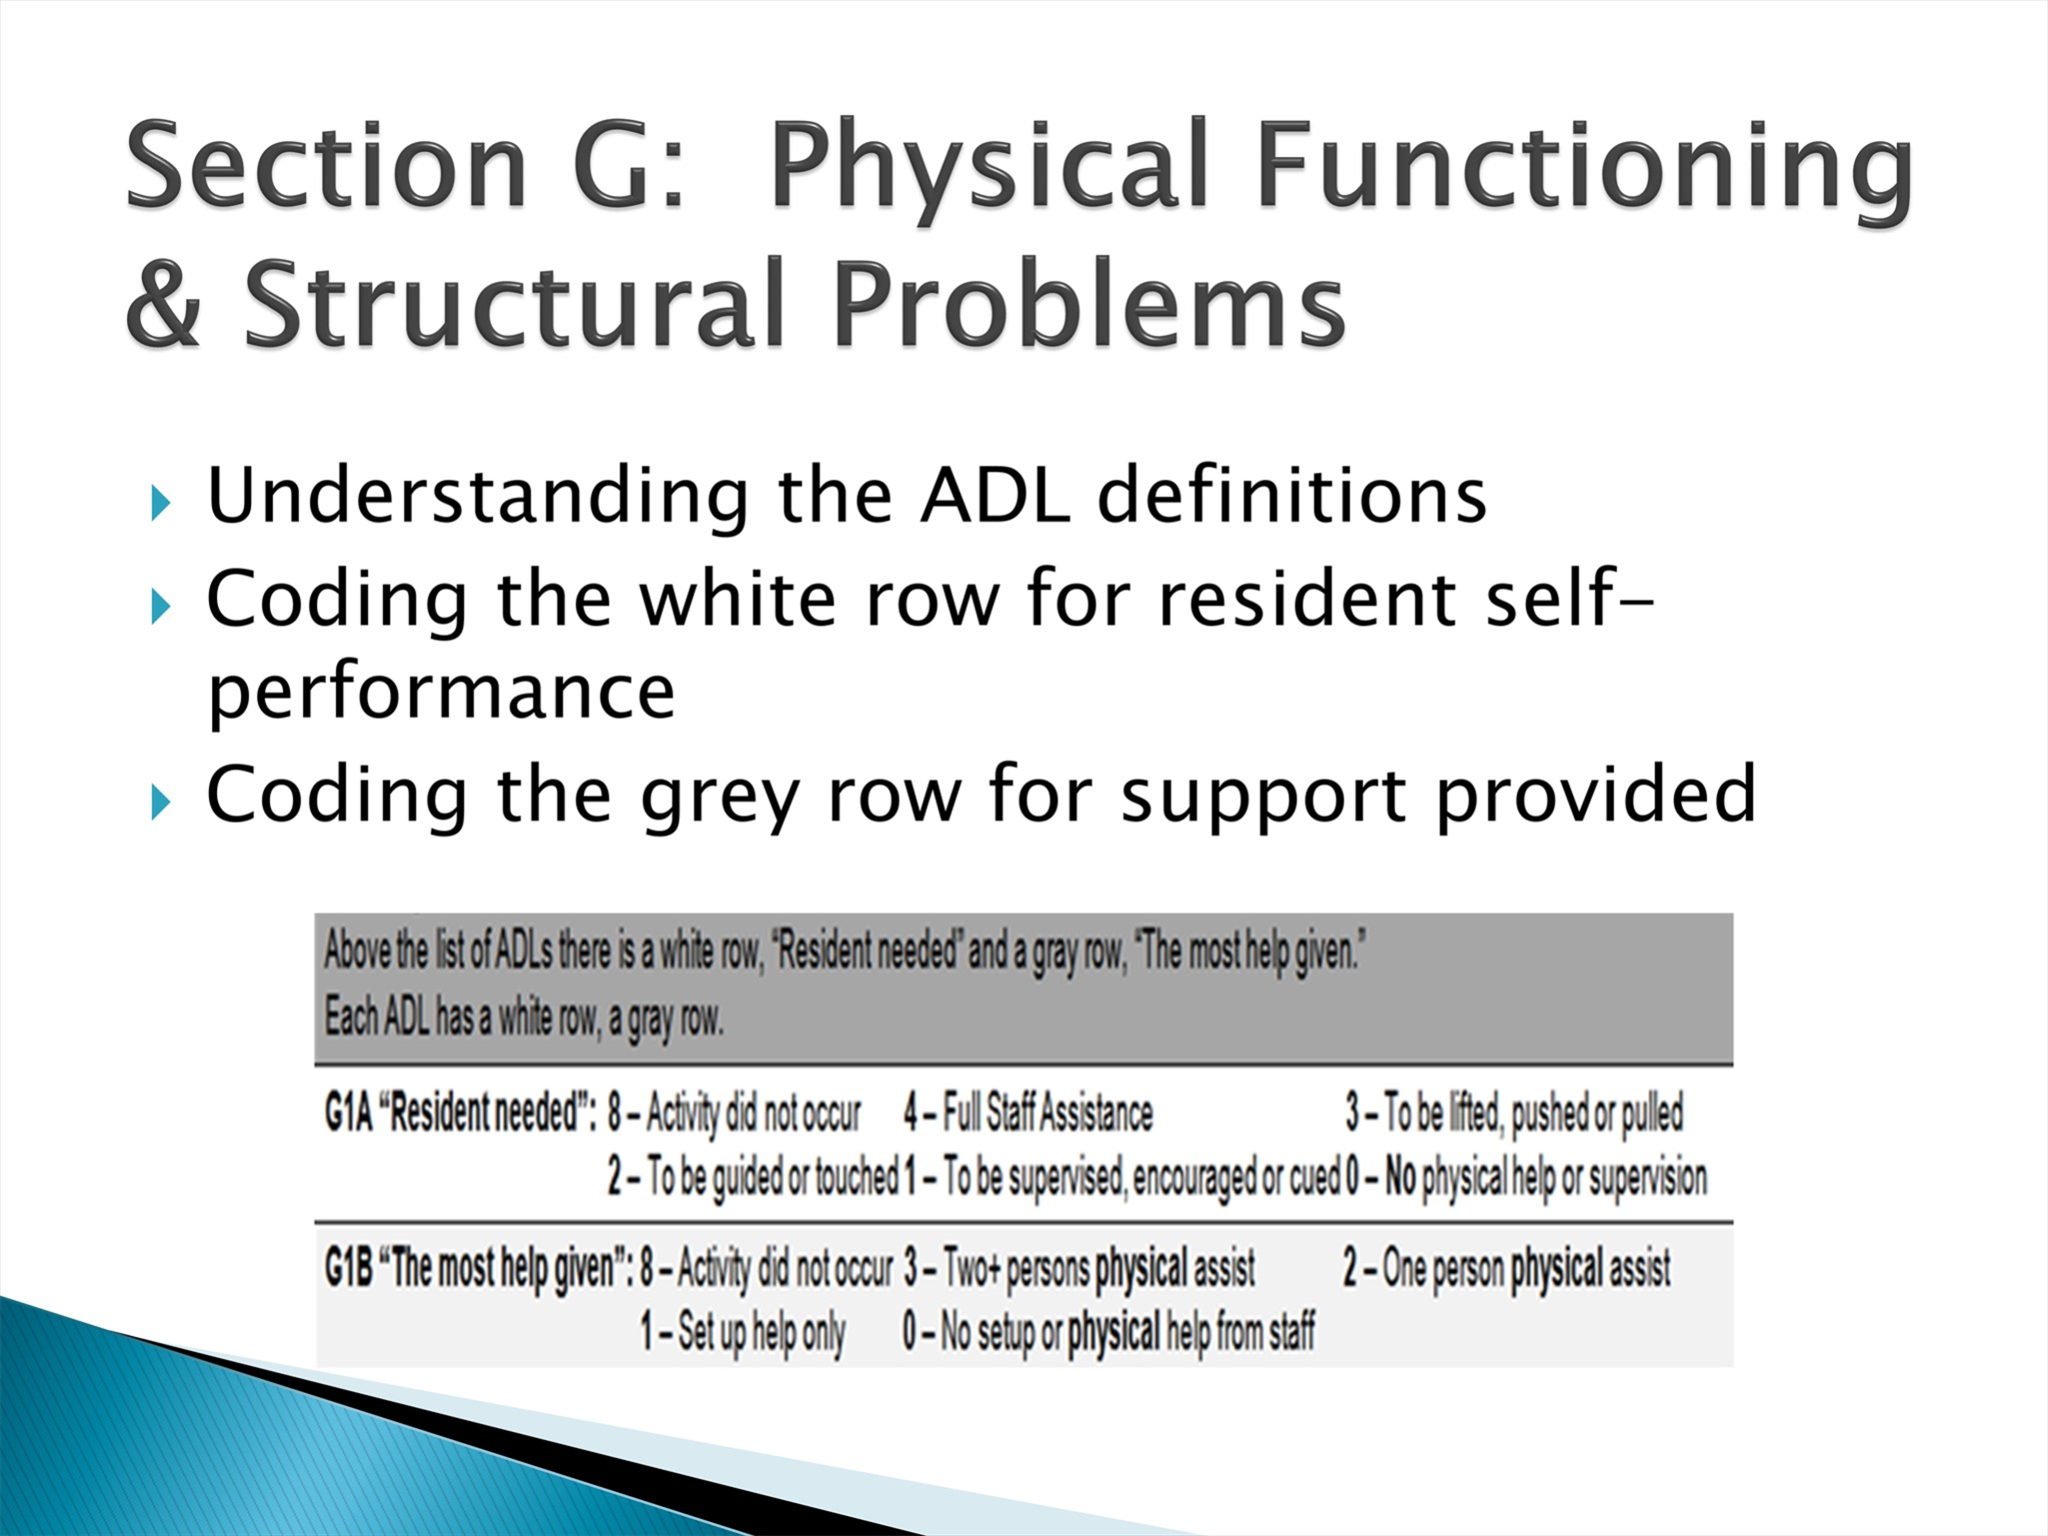 Section G:  Physical Functioning
& Structural Problems
Understanding the ADL definitions
Coding the white row for resident self-
performance
Coding the grey row for support provided
Above the list of ADLs there is a white row, “Resident needed” and a gray row, “The most help given.”
Each ADL has a white row, a gray row.
G1A “Resident needed”: 8 – Activity did not occur 4 – Full Staff Assistance 3 – To be lifted, pushed or pulled
2 – To be guided or touched 1 – To be supervised, encouraged or cued 0 – No physical help or supervision
G1B “The most help given”: 8 – Activity did not occur 3 – Two+ persons physical assist 2 – One person physical assist
1 – Set up help only 0 – No setup or physical help from staff